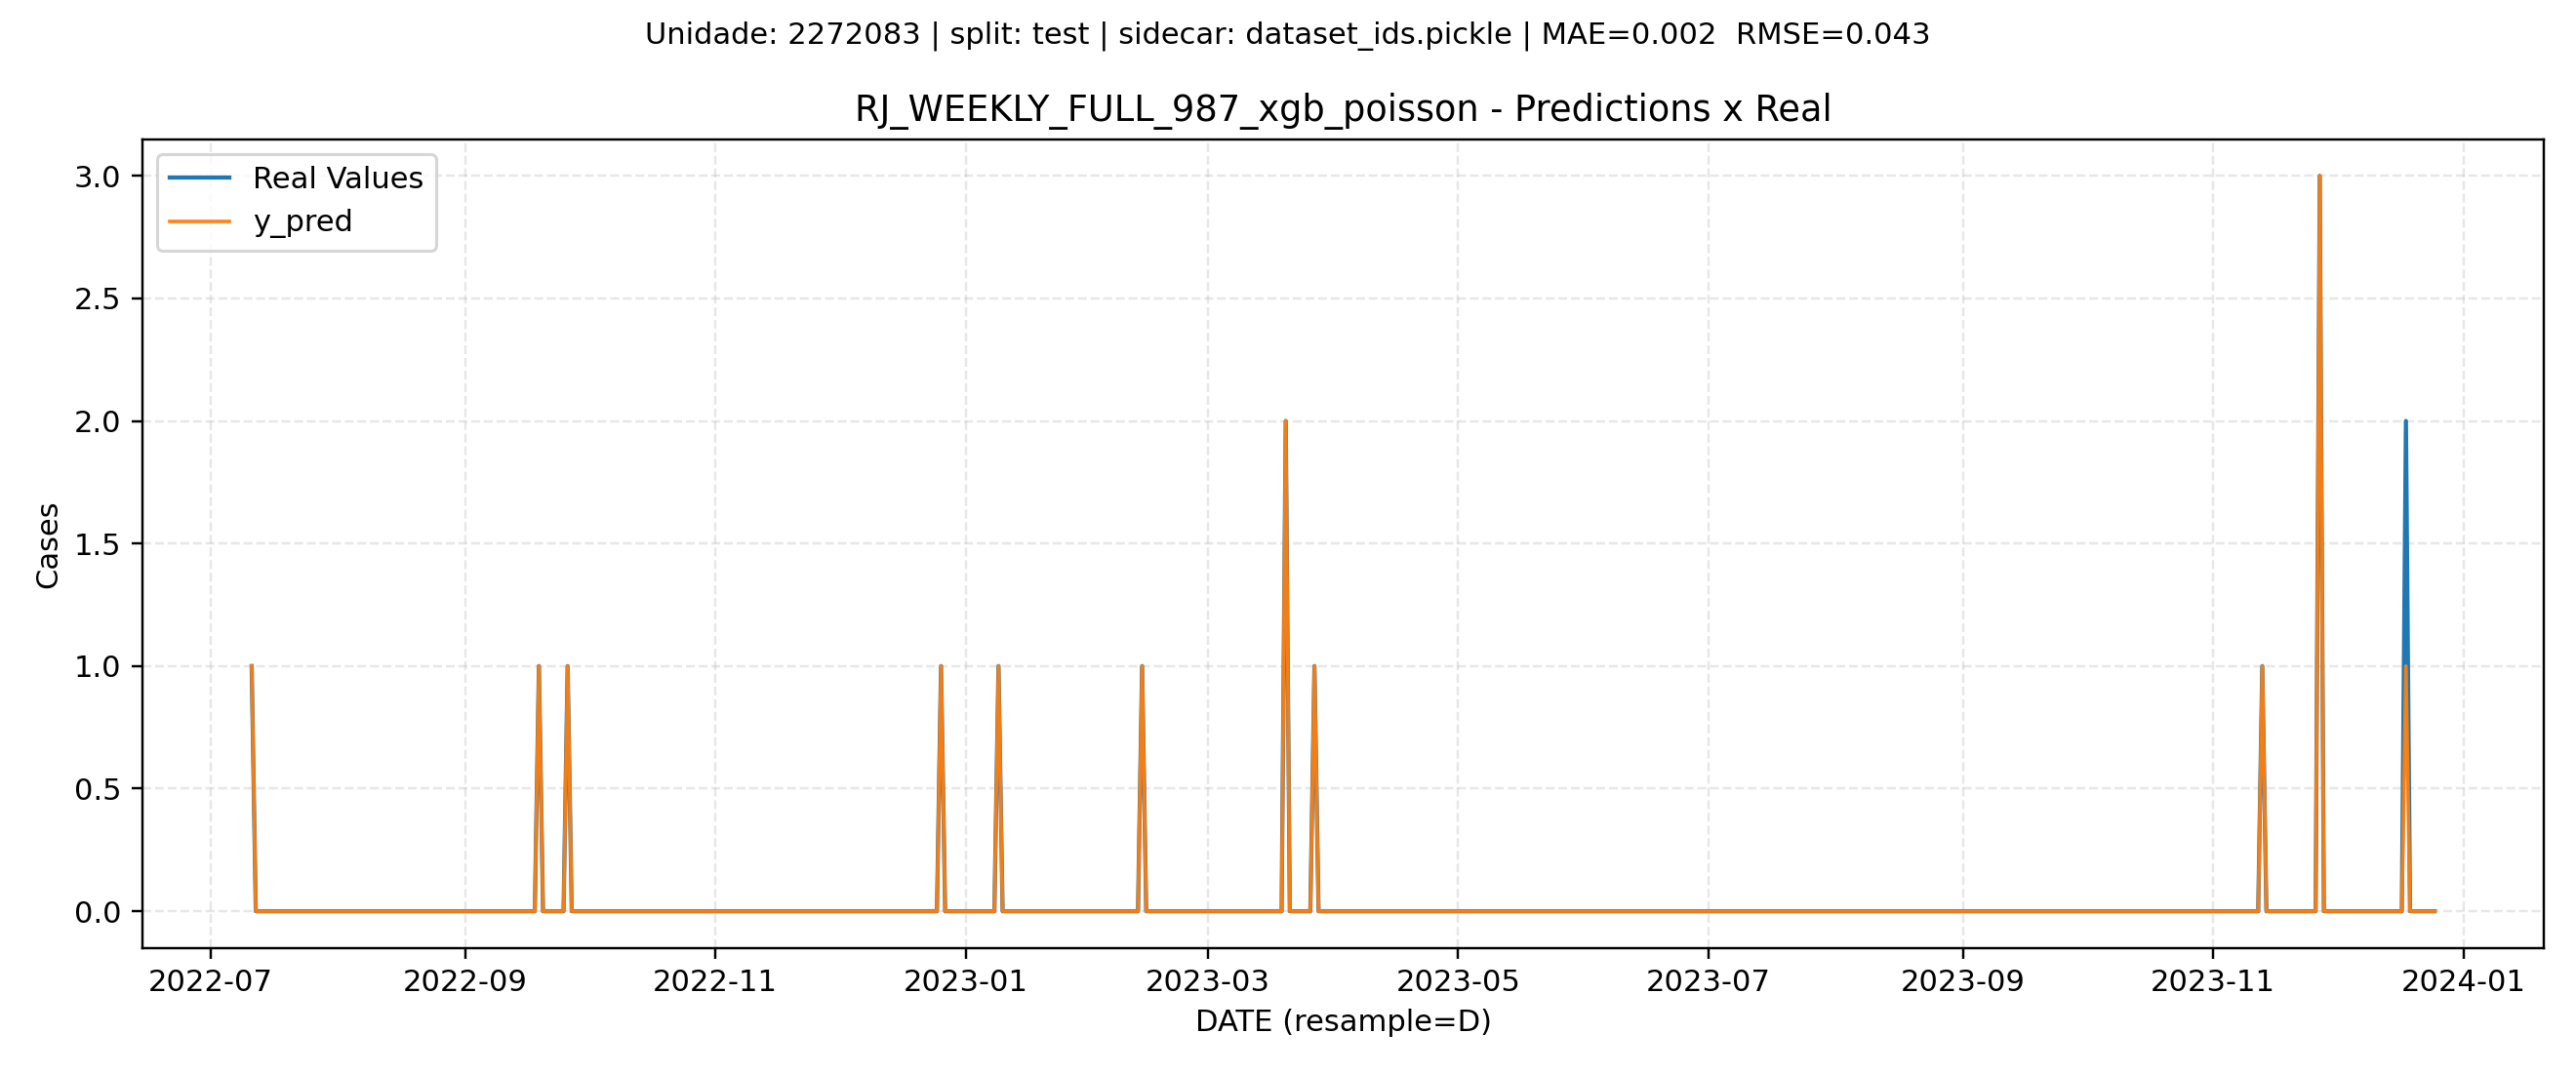 Unidade: 2272083 | split: test | sidecar: dataset_ids.pickle | MAE=0.002  RMSE=0.043
RJ_WEEKLY_FULL_987_xgb_poisson - Predictions x Real
Real Values
y_pred
Cases
3.0
2.5
2.0
1.5
1.0
0.5
0.0
2022-07 2022-09 2022-11 2023-01 2023-03 2023-05 2023-07 2023-09 2023-11 2024-01
DATE (resample=D)